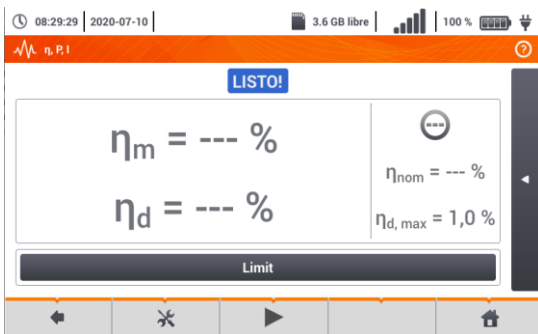 08:29:29 2020-07-10 3.6 GB libre 100 %
η, P, I ?
LISTO!
ηm = --- %
---
ηnom = --- %
ηd = --- %
ηd, max = 1,0 %
Limit